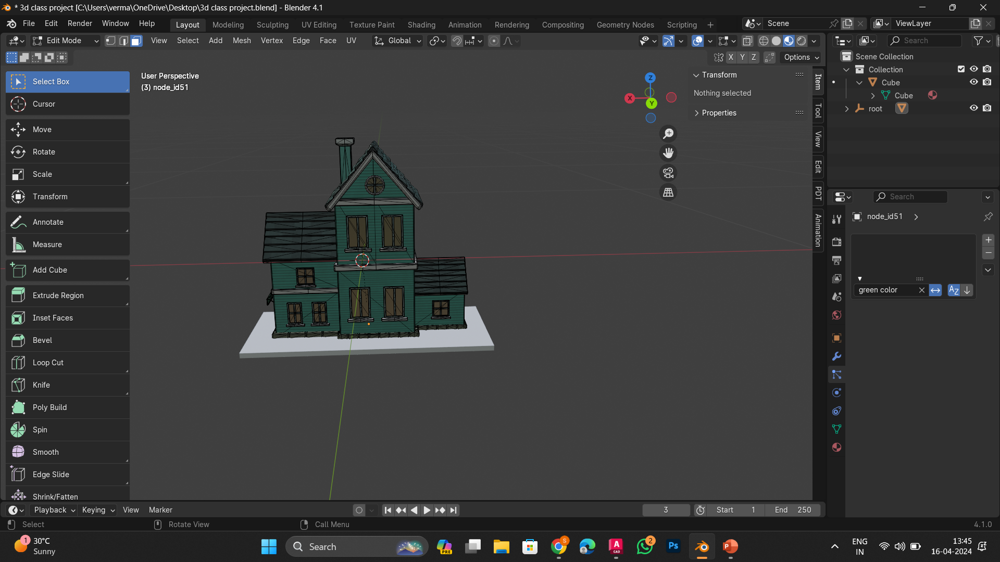 * 3d class project [C:\Users\verma\OneDrive\Desktop\3d class project.blend] - Blender 4.1
File Edit Render Window Help Layout Modeling Sculpting UV Editing Texture Paint Shading Animation Rendering Compositing Geometry Nodes Scripting + Scene ViewLayer
Edit Mode View Select Add Mesh Vertex Edge Face UV Global Search
X Y Z Options
Scene Collection
Collection
Cube
Cube
root
User Perspective
(3) node_id51
Select Box
Cursor
Move
Rotate
Scale
Transform
Annotate
Measure
Add Cube
Extrude Region
Inset Faces
Bevel
Loop Cut
Knife
Poly Build
Spin
Smooth
Edge Slide
Shrink/Fatten
Z
X
Y
Transform
Nothing selected
Properties
Item
Tool
View
Edit
PDT
Animation
Search
node_id51
green color
AZ
Playback Keying View Marker 3 Start 1 End 250
Select Rotate View Call Menu 4.1.0
1
30°C
Sunny
Search
PRE
S
A
CAD
2
Ps
P
ENG
IN
13:45
16-04-2024